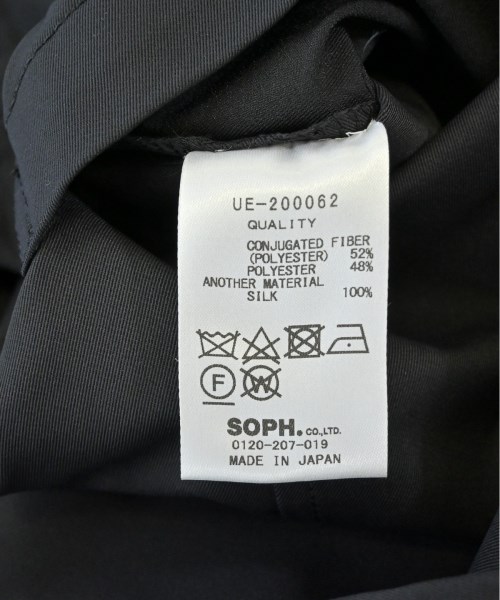 UE-200062
QUALITY
CONJUGATED FIBER
(POLYESTER) 52%
POLYESTER 48%
ANOTHER MATERIAL
SILK 100%
F W
SOPH. CO.,LTD.
0120-207-019
MADE IN JAPAN